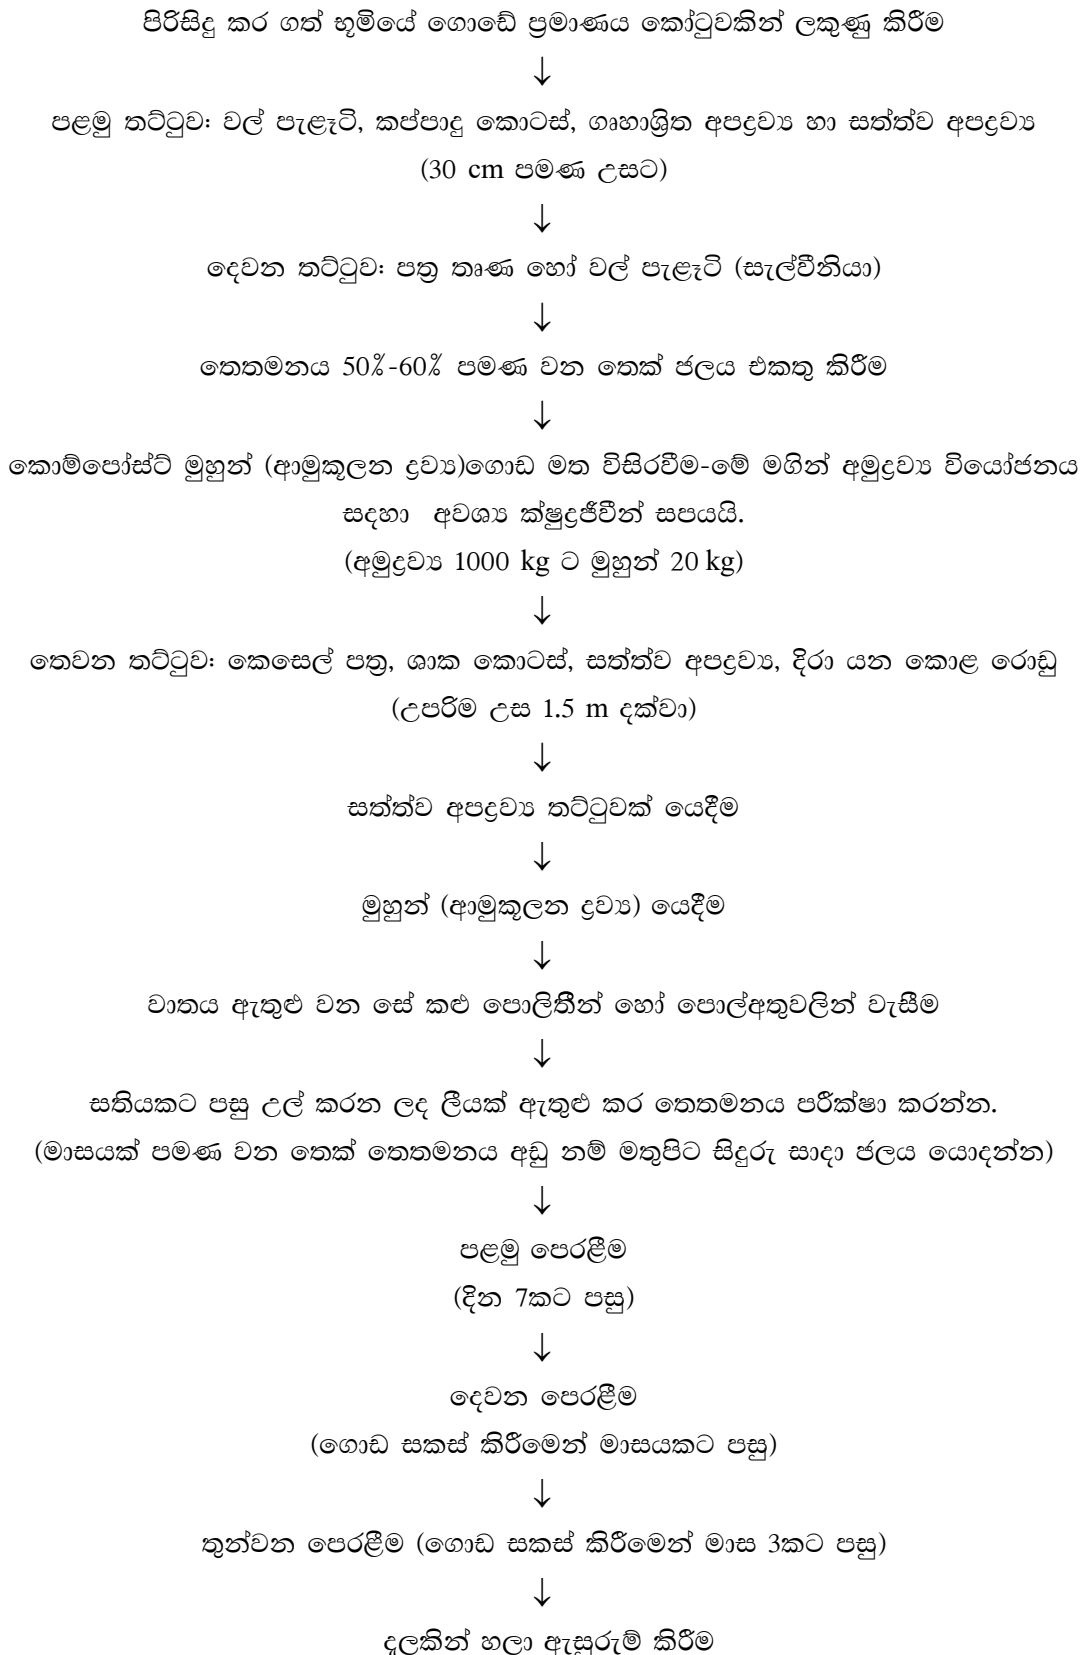 පිරිසිදු කර ගත් භූමියේ ගොඩේ ප්‍රමාණය කෝටුවකින් ලකුණු කිරීම
↓
පළමු තට්ටුව: වල් පැළෑටි, කප්පාදු කොටස්, ගෘහාශ්‍රිත අපද්‍රව්‍ය හා සත්ත්ව අපද්‍රව්‍ය
(30 cm පමණ උසට)
↓
දෙවන තට්ටුව: පත්‍ර තෘණ හෝ වල් පැළෑටි (සැල්වීනියා)
↓
තෙතමනය 50%-60% පමණ වන තෙක් ජලය එකතු කිරීම
↓
කොම්පෝස්ට් මුහුන් (ආමුකූලන ද්‍රව්‍ය)ගොඩ මත විසිරවීම-මේ මගින් අමුද්‍රව්‍ය වියෝජනය
සදහා අවශ්‍ය ක්ෂුද්‍රජීවීන් සපයයි.
(අමුද්‍රව්‍ය 1000 kg ට මුහුන් 20 kg)
↓
තෙවන තට්ටුව: කෙසෙල් පත්‍ර, ශාක කොටස්, සත්ත්ව අපද්‍රව්‍ය, දිරා යන කොළ රොඩු
(උපරිම උස 1.5 m දක්වා)
↓
සත්ත්ව අපද්‍රව්‍ය තට්ටුවක් යෙදීම
↓
මුහුන් (ආමුකූලන ද්‍රව්‍ය) යෙදීම
↓
වාතය ඇතුළු වන සේ කළු පොලිතීන් හෝ පොල්අතුවලින් වැසීම
↓
සතියකට පසු උල් කරන ලද ලීයක් ඇතුළු කර තෙතමනය පරීක්ෂා කරන්න.
(මාසයක් පමණ වන තෙක් තෙතමනය අඩු නම් මතුපිට සිදුරු සාදා ජලය යොදන්න)
↓
පළමු පෙරළීම
(දින 7කට පසු)
↓
දෙවන පෙරළීම
(ගොඩ සකස් කිරීමෙන් මාසයකට පසු)
↓
තුන්වන පෙරළීම (ගොඩ සකස් කිරීමෙන් මාස 3කට පසු)
↓
දැලකින් හලා ඇසුරුම් කිරීම